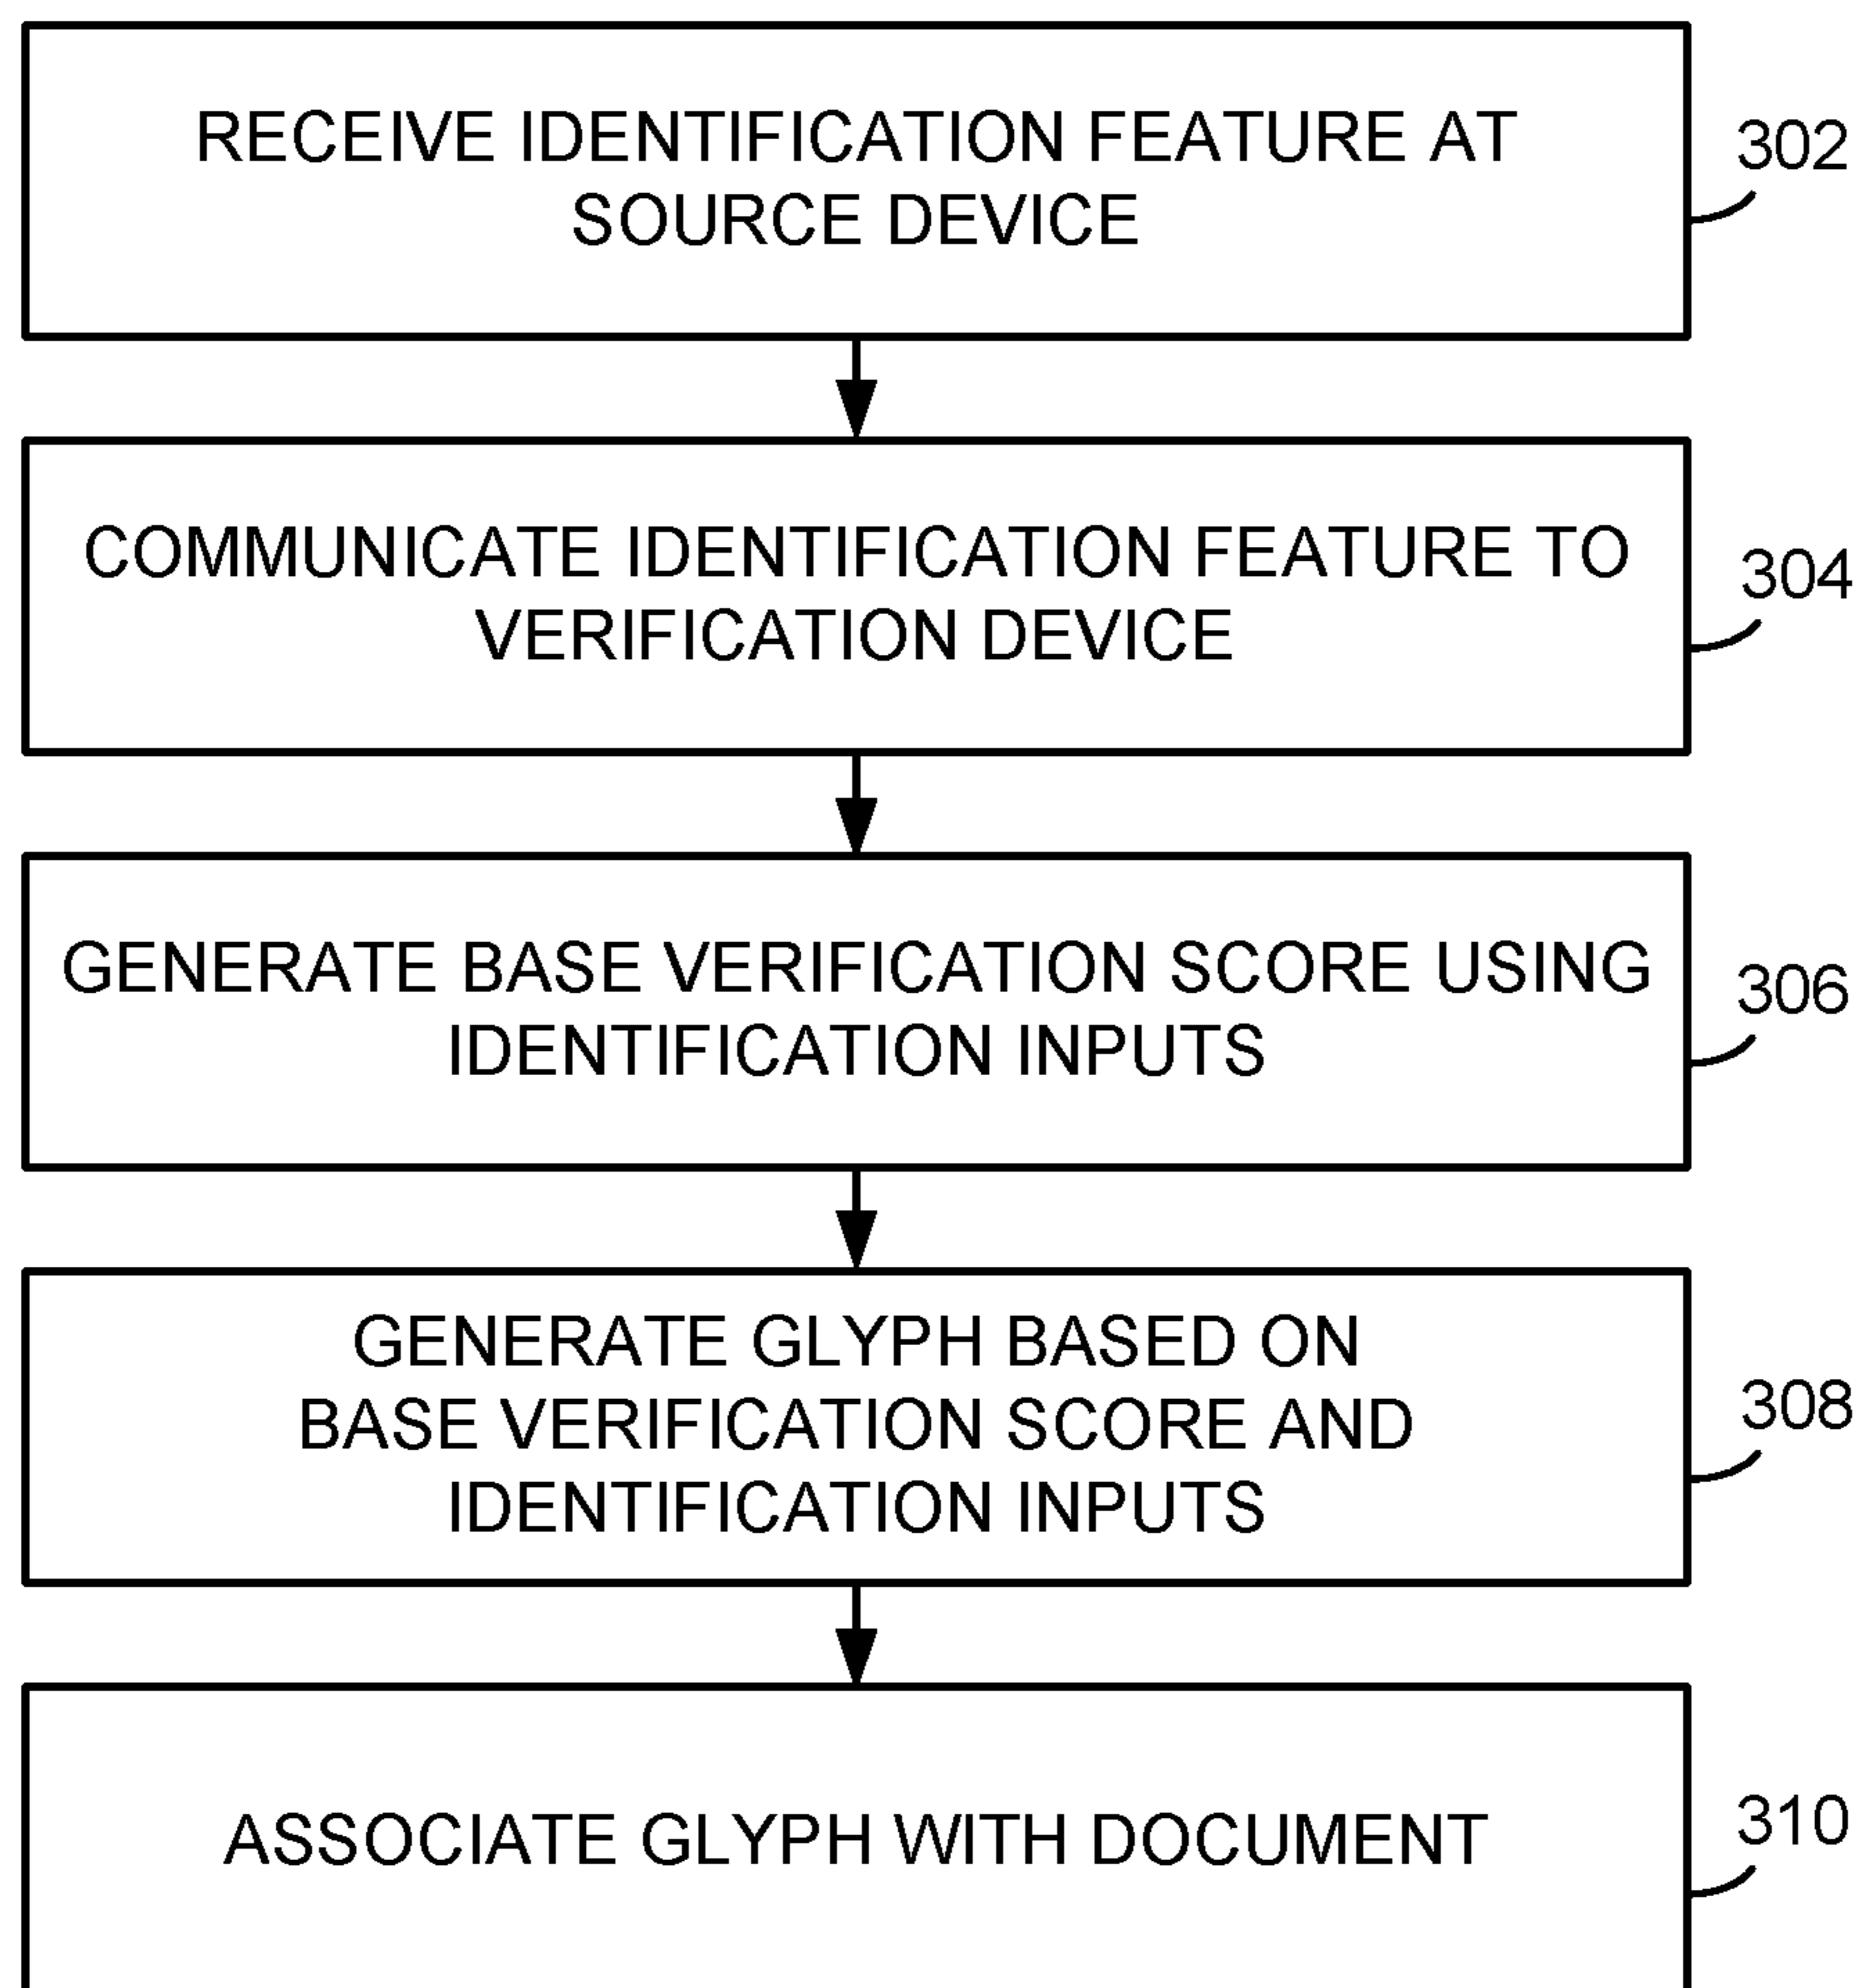 RECEIVE IDENTIFICATION FEATURE AT
SOURCE DEVICE
302
COMMUNICATE IDENTIFICATION FEATURE TO
VERIFICATION DEVICE
304
GENERATE BASE VERIFICATION SCORE USING
IDENTIFICATION INPUTS
306
GENERATE GLYPH BASED ON
BASE VERIFICATION SCORE AND
IDENTIFICATION INPUTS
308
ASSOCIATE GLYPH WITH DOCUMENT
310